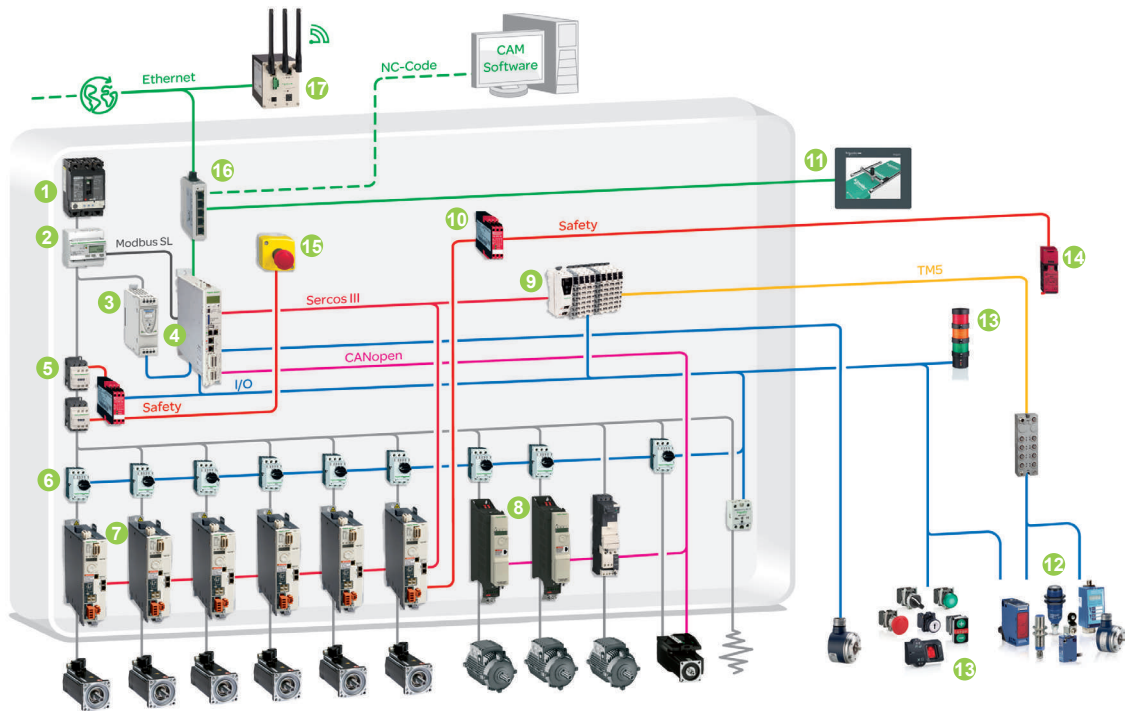 CAM
Software
NC-Code
Ethernet
17
16
11
1
10
Safety
2
Modbus SL
15
14
9
TM5
3
Sercos III
4
13
CANopen
5
I/O
Safety
6
8
7
12
13